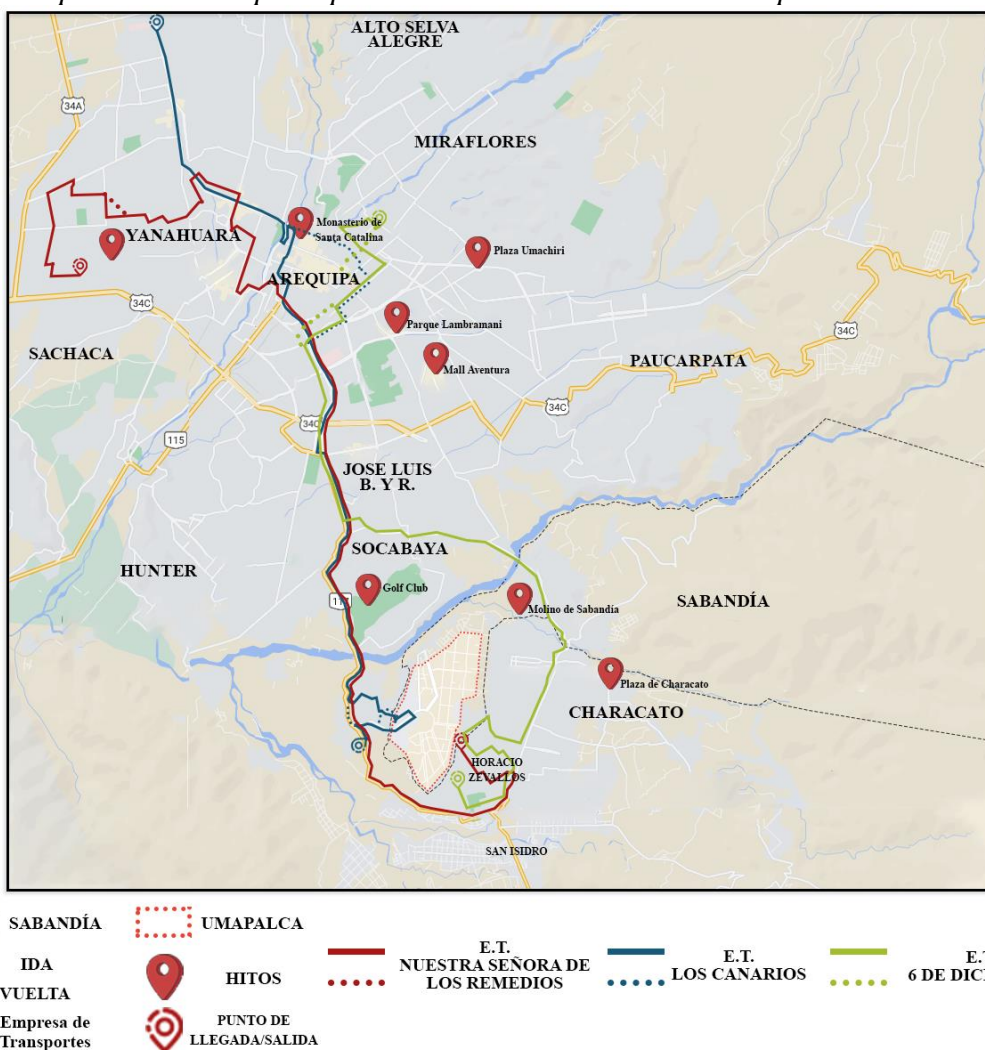 ALTO SELVA
ALEGRE
34A
MIRAFLORES
YANAHUARA
Monasterio de
Santa Catalina
Plaza Umachiri
AREQUIPA
34C
Parque Lambramani
34C
SACHACA
Mall Aventura
PAUCARPATA
34C
34C
115
JOSE LUIS
B. Y R.
SOCABAYA
HUNTER
Golf Club
Molino de Sabandía
SABANDÍA
Plaza de Characato
CHARACATO
HORACIO
ZEVALLOS
SAN ISIDRO
SABANDÍA
UMAPALCA
IDA
VUELTA
HITOS
E.T.
NUESTRA SEÑORA DE
LOS REMEDIOS
E.T.
LOS CANARIOS
6 DE
Empresa de
Transportes
PUNTO DE
LLEGADA/SALIDA